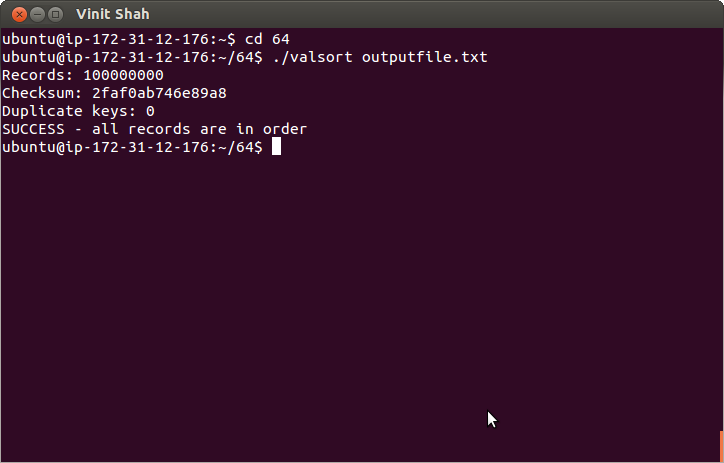 Vinit Shah
ubuntu@ip-172-31-12-176:~$ cd 64
ubuntu@ip-172-31-12-176:~/64$ ./valsort outputfile.txt
Records: 100000000
Checksum: 2faf0ab746e89a8
Duplicate keys: 0
SUCCESS - all records are in order
ubuntu@ip-172-31-12-176:~/64$